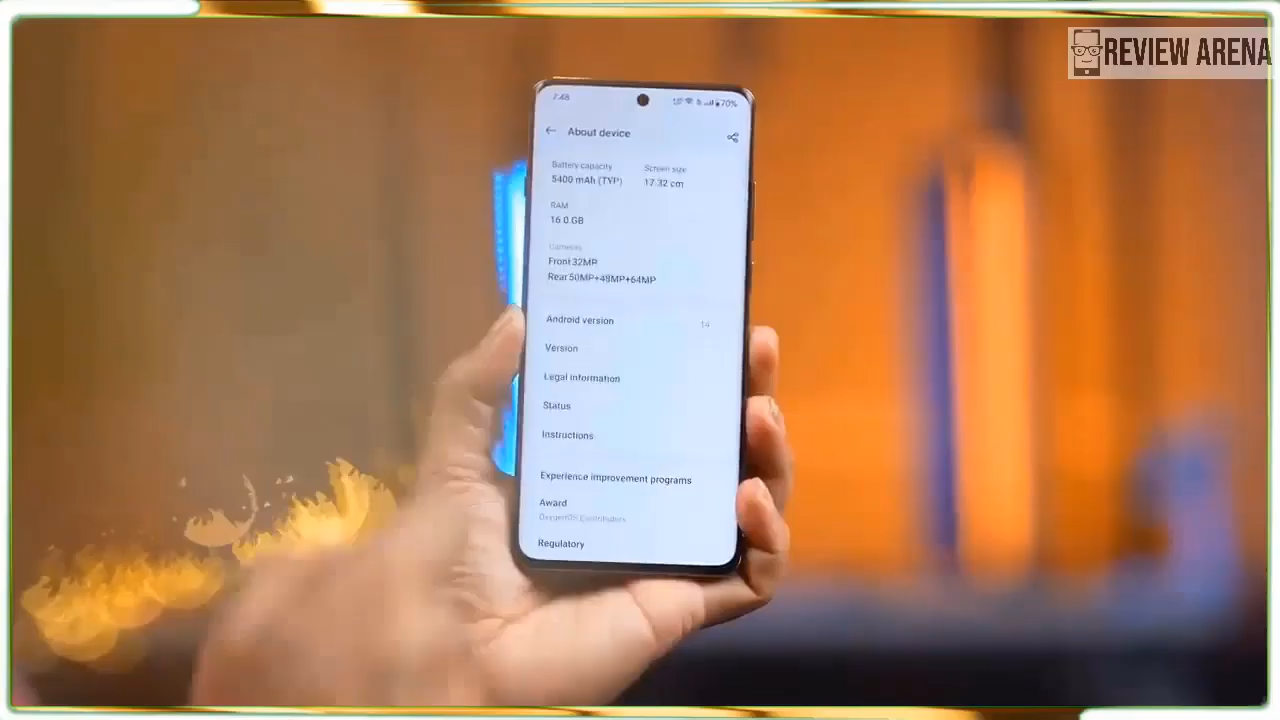 REVIEW ARENA
7:48
70%
About device
Battery capacity
Screen size
5400 mAh (TYP)
17.32 cm
RAM
16.0 GB
Cameras
Front 32MP
Rear 50MP+48MP+64MP
Android version
14
Version
Legal information
Status
Instructions
Experience improvement programs
Award
OxygenOS Contributors
Regulatory